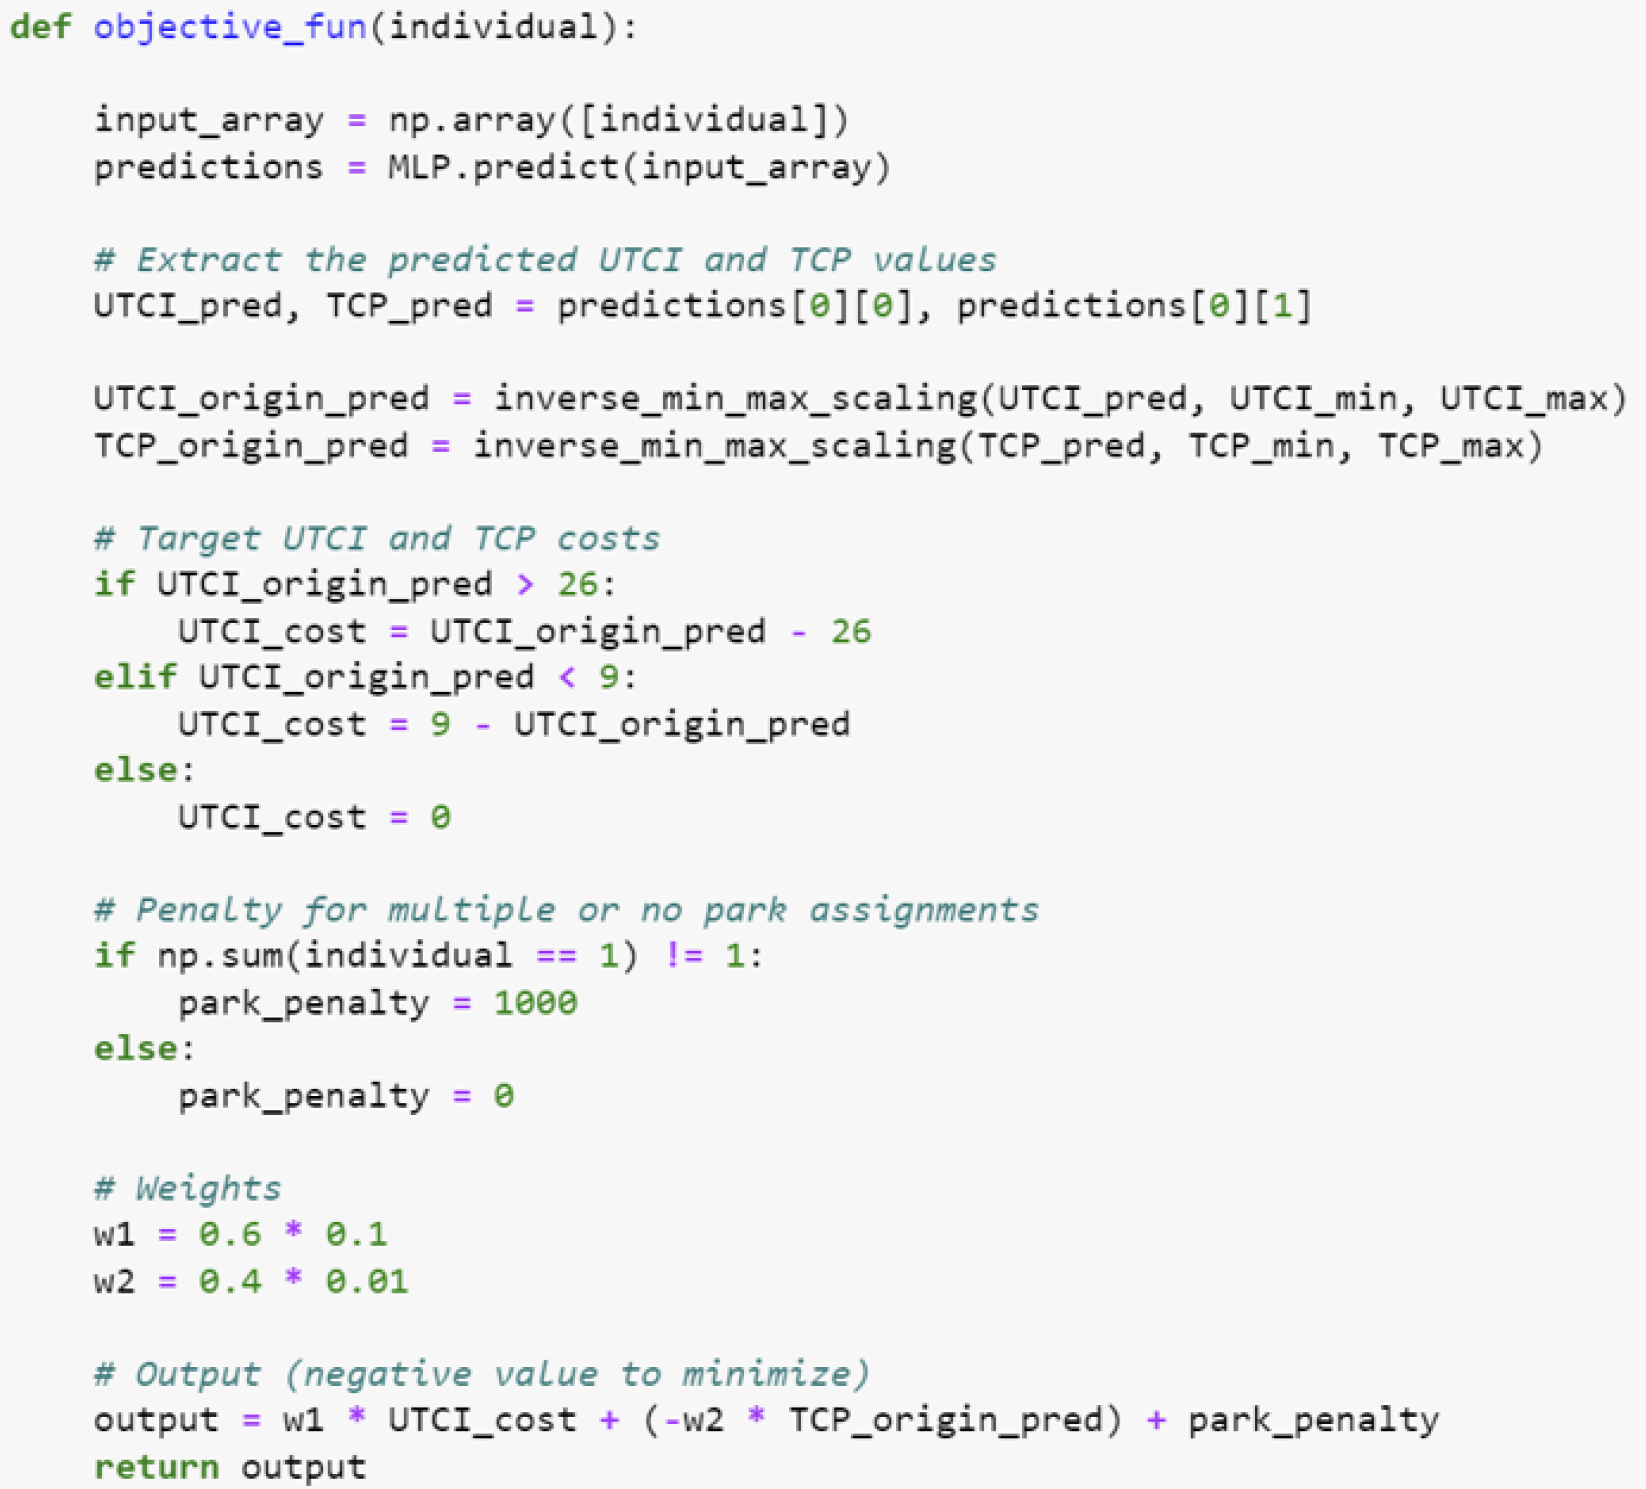 def objective_fun(individual):
    input_array = np.array([individual])
    predictions = MLP.predict(input_array)
    # Extract the predicted UTCI and TCP values
    UTCI_pred, TCP_pred = predictions[0][0], predictions[0][1]
    UTCI_origin_pred = inverse_min_max_scaling(UTCI_pred, UTCI_min, UTCI_max)
    TCP_origin_pred = inverse_min_max_scaling(TCP_pred, TCP_min, TCP_max)
    # Target UTCI and TCP costs
    if UTCI_origin_pred > 26:
        UTCI_cost = UTCI_origin_pred - 26
    elif UTCI_origin_pred < 9:
        UTCI_cost = 9 - UTCI_origin_pred
    else:
        UTCI_cost = 0
    # Penalty for multiple or no park assignments
    if np.sum(individual == 1) != 1:
        park_penalty = 1000
    else:
        park_penalty = 0
    # Weights
    w1 = 0.6 * 0.1
    w2 = 0.4 * 0.01
    # Output (negative value to minimize)
    output = w1 * UTCI_cost + (-w2 * TCP_origin_pred) + park_penalty
    return output